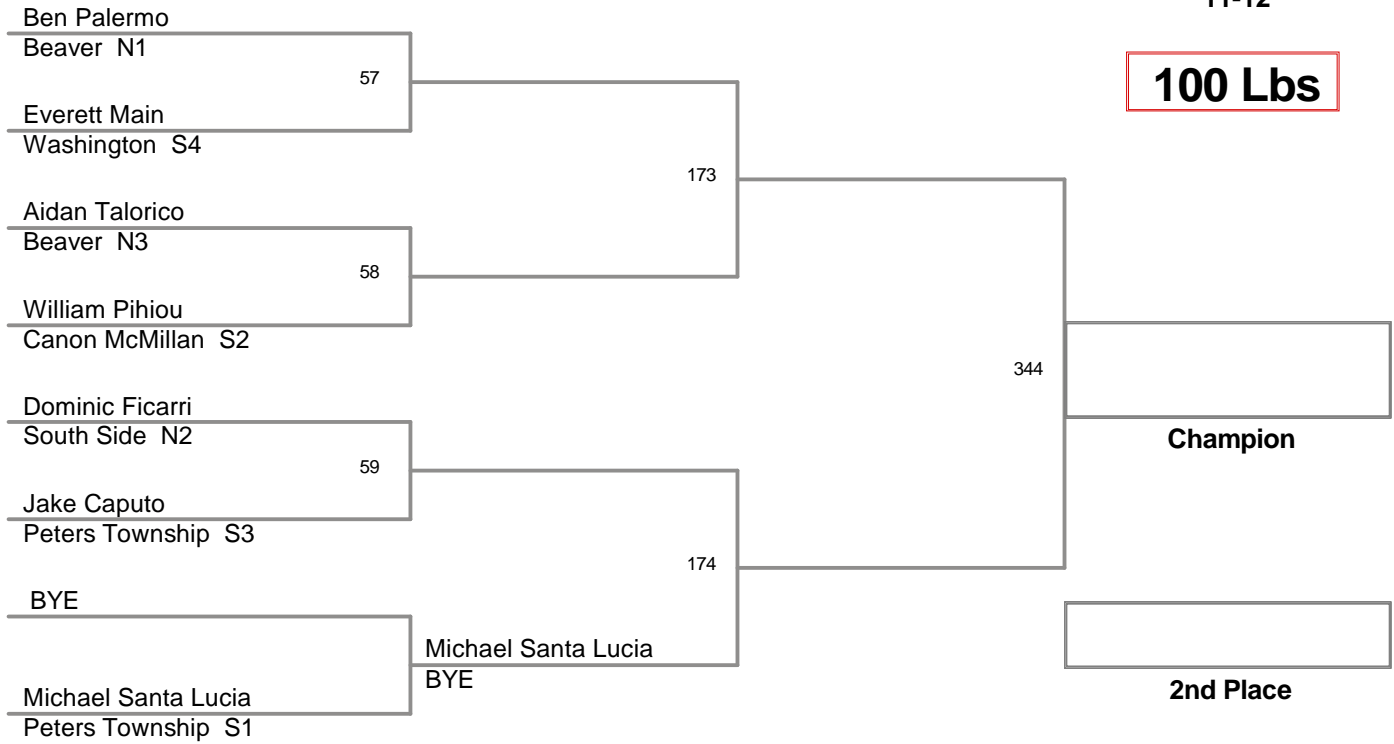 11-12
100 Lbs
Ben Palermo
Beaver N1
57
Everett Main
Washington S4
173
Aidan Talorico
Beaver N3
58
William Pihiou
Canon McMillan S2
344
Champion
Dominic Ficarri
South Side N2
59
Jake Caputo
Peters Township S3
174
BYE
Michael Santa Lucia
BYE
Michael Santa Lucia
Peters Township S1
2nd Place